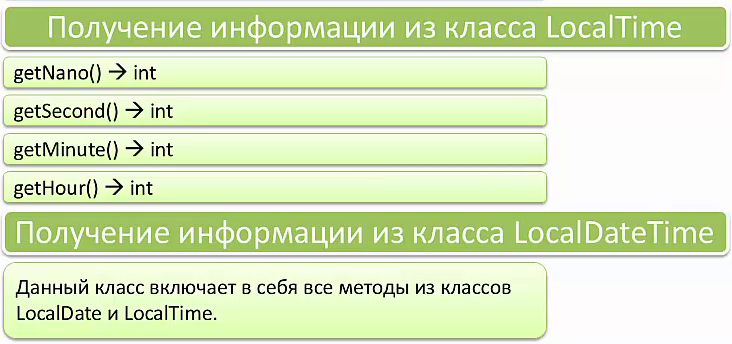 Получение информации из класса LocalTime
getNano() → int
getSecond() → int
getMinute() → int
getHour() → int
Получение информации из класса LocalDateTime
Данный класс включает в себя все методы из классов
LocalDate и LocalTime.